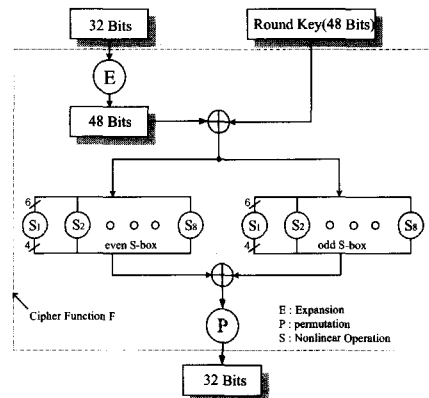 32 Bits
Round Key(48 Bits)
E
48 Bits
6
S1 S2 S8
4
even S-box
6
S1 S2 S8
4
odd S-box
Cipher Function F
P
E : Expansion
P : permutation
S : Nonlinear Operation
32 Bits